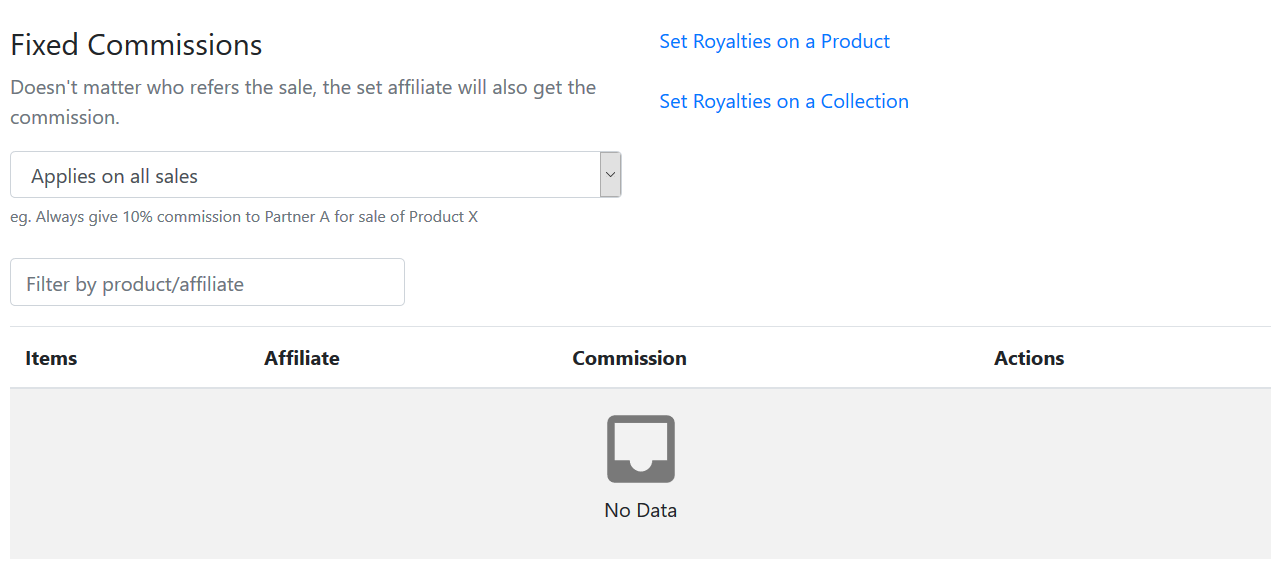 Fixed Commissions
Set Royalties on a Product
Doesn't matter who refers the sale, the set affiliate will also get the
commission.
Set Royalties on a Collection
Applies on all sales
eg. Always give 10% commission to Partner A for sale of Product X
Filter by product/affiliate
Items Affiliate Commission Actions
No Data